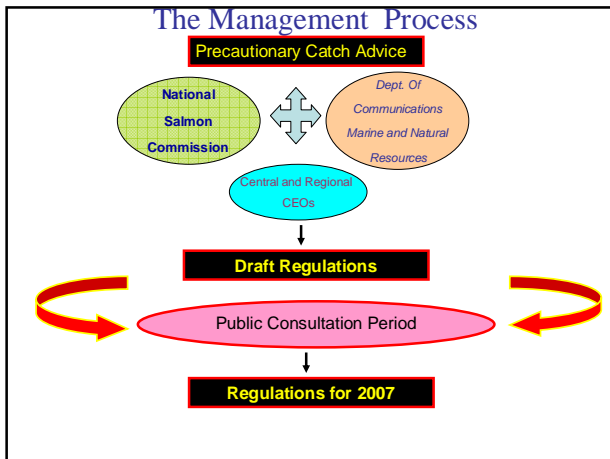 The Management Process
Precautionary Catch Advice
National
Salmon
Commission
Dept. Of
Communications
Marine and Natural
Resources
Central and Regional
CEOs
Draft Regulations
Public Consultation Period
Regulations for 2007